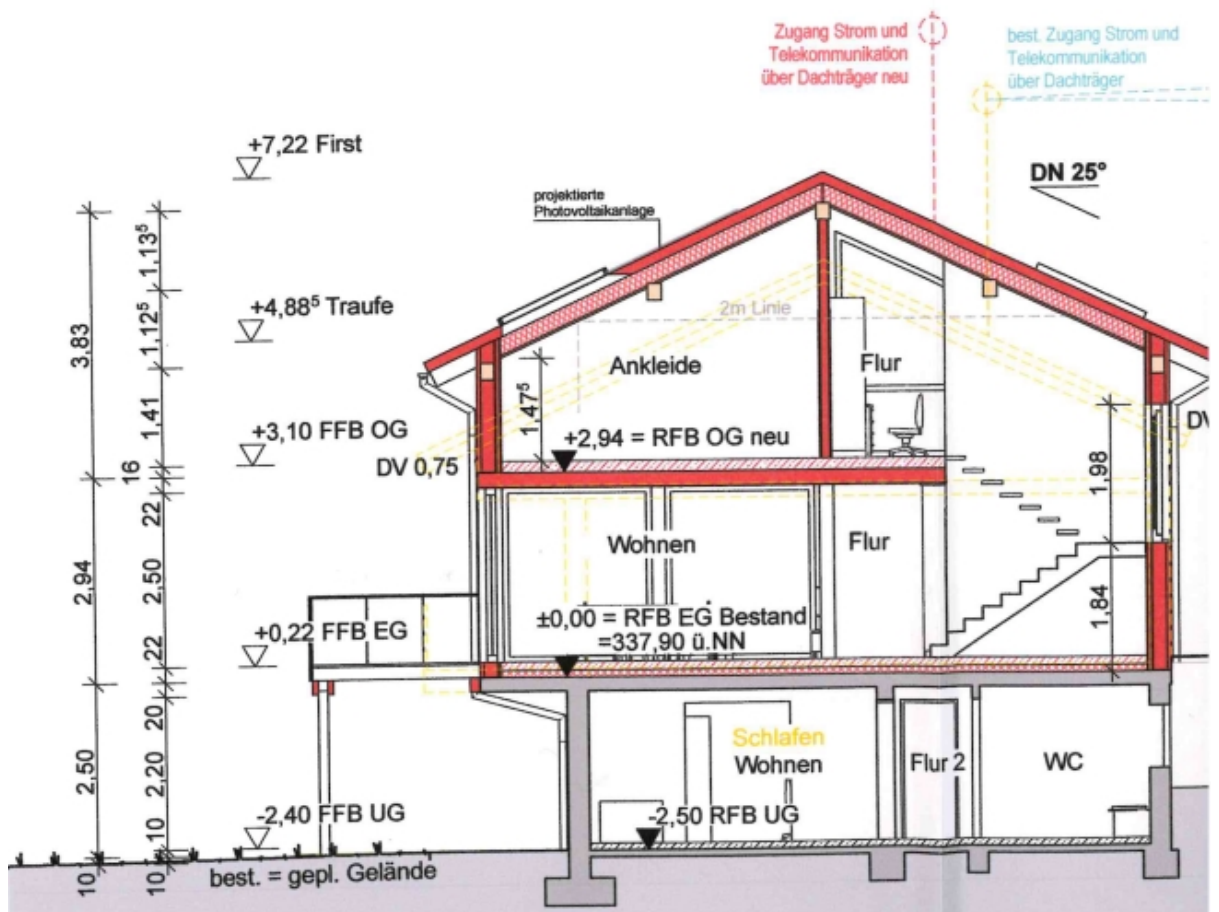 Zugang Strom und
Telekommunikation
über Dachträger neu
best. Zugang Strom und
Telekommunikation
über Dachträger
+7,22 First
DN 25°
projektierte
Photovoltaikanlage
1,13⁵
+4,88⁵ Traufe
2m Linie
3,83
1,12⁵
Ankleide
Flur
1,47⁵
1,41
+3,10 FFB OG
+2,94 = RFB OG neu
DV 0,75
DV
16
1,98
22
Wohnen
Flur
2,94
2,50
±0,00 = RFB EG Bestand
=337,90 ü.NN
1,84
+0,22 FFB EG
22
20
Schlafen
Wohnen
Flur 2
WC
2,50
2,20
-2,40 FFB UG
-2,50 RFB UG
10
best. = gepl. Gelände
10
10